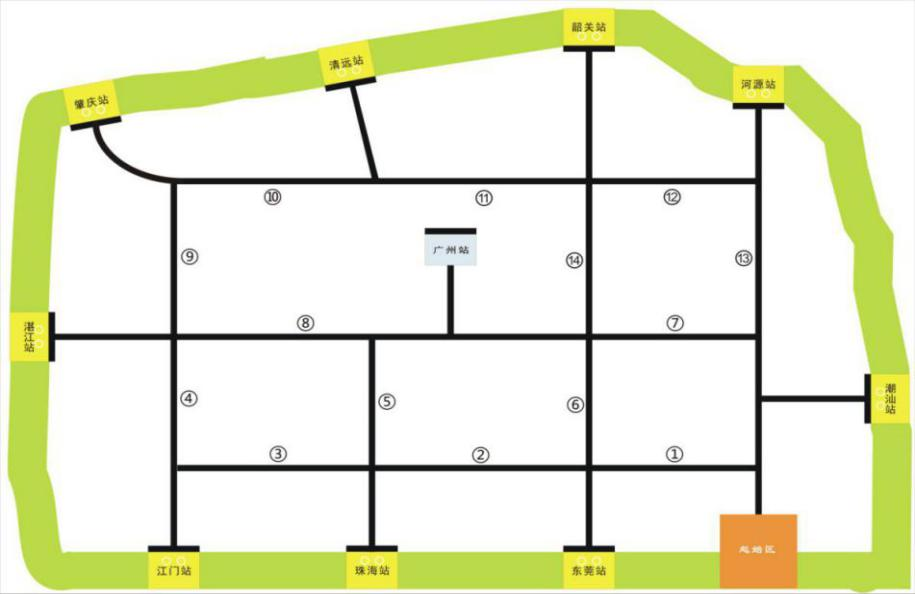 韶关站
清远站
河源站
肇庆站
⑩
⑪
⑫
广州站
⑨
⑭
⑬
湛江站
⑧
⑦
潮汕站
④
⑤
⑥
③
②
①
起始区
江门站
珠海站
东莞站